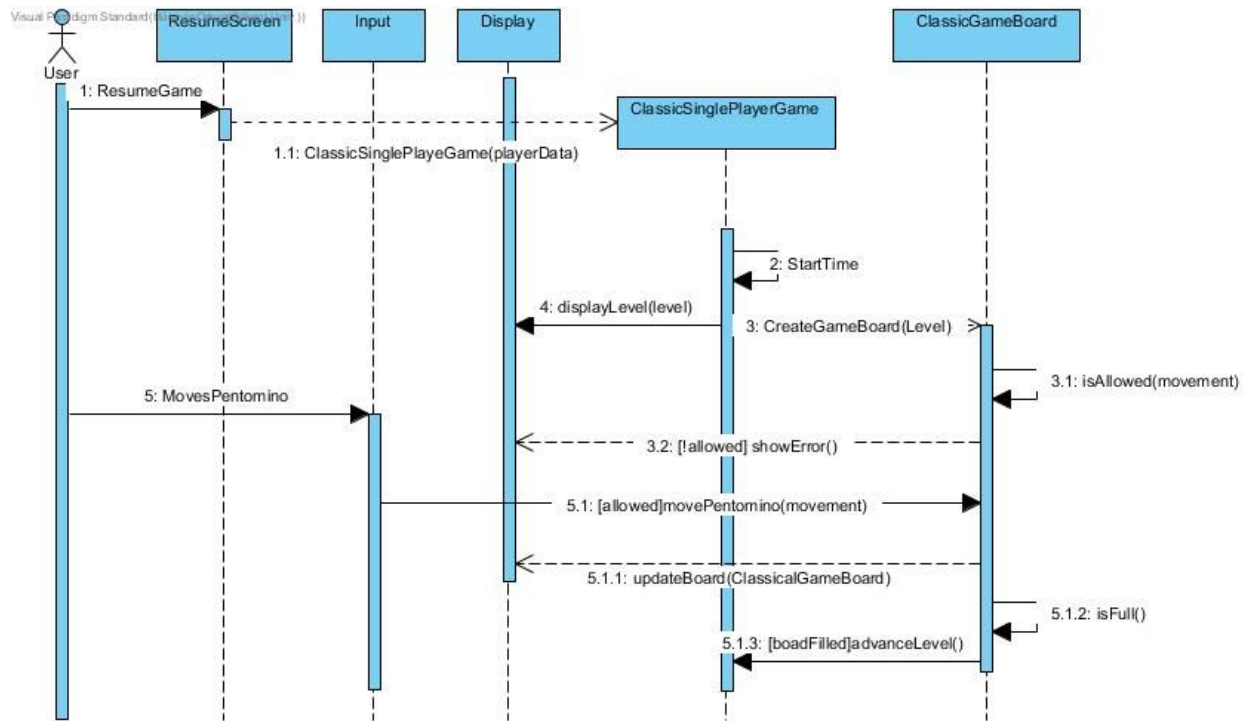 Visual Paradigm Standard(
ResumeScreen
Input
Display
ClassicGameBoard
User
1: ResumeGame
ClassicSinglePlayerGame
1.1: ClassicSinglePlayeGame(playerData)
2: StartTime
4: displayLevel(level)
3: CreateGameBoard(Level)
3.1: isAllowed(movement)
5: MovesPentomino
3.2: [!allowed] showError()
5.1: [allowed]movePentomino(movement)
5.1.1: updateBoard(ClassicalGameBoard)
5.1.2: isFull()
5.1.3: [boadFilled]advanceLevel()